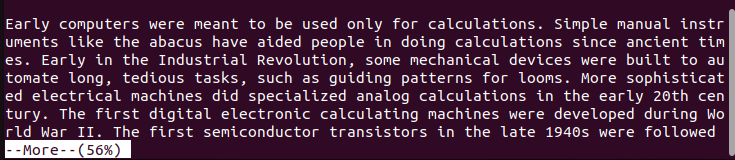 Early computers were meant to be used only for calculations. Simple manual instr
uments like the abacus have aided people in doing calculations since ancient tim
es. Early in the Industrial Revolution, some mechanical devices were built to au
tomate long, tedious tasks, such as guiding patterns for looms. More sophisticat
ed electrical machines did specialized analog calculations in the early 20th cen
tury. The first digital electronic calculating machines were developed during Wo
rld War II. The first semiconductor transistors in the late 1940s were followed
--More--(56%)